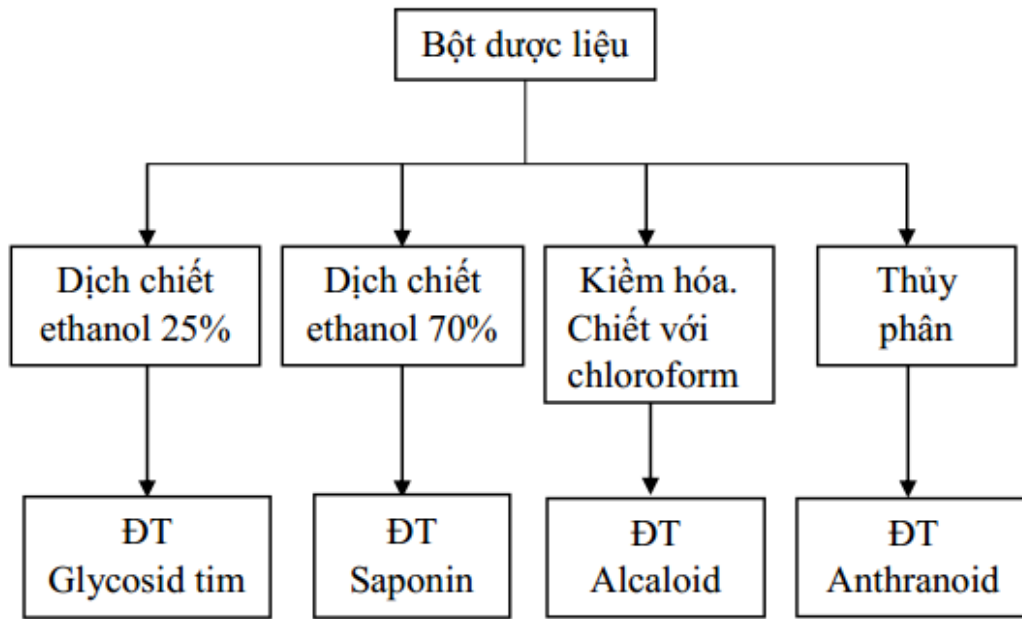 Bột dược liệu
Dịch chiết
ethanol 25%
Dịch chiết
ethanol 70%
Kiềm hóa.
Chiết với
chloroform
Thủy
phân
ĐT
Glycosid tim
ĐT
Saponin
ĐT
Alcaloid
ĐT
Anthranoid